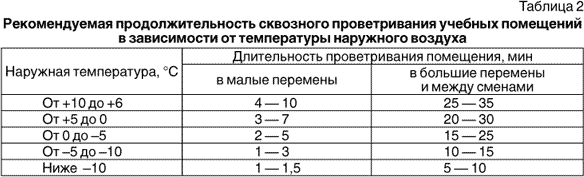 Таблица 2
Рекомендуемая продолжительность сквозного проветривания учебных помещений
в зависимости от температуры наружного воздуха
Наружная температура, °С
Длительность проветривания помещения, мин
в малые перемены
в большие перемены
и между сменами
От +10 до +6 4 — 10 25 — 35
От +5 до 0 3 — 7 20 — 30
От 0 до –5 2 — 5 15 — 25
От –5 до –10 1 — 3 10 — 15
Ниже –10 1 — 1,5 5 — 10